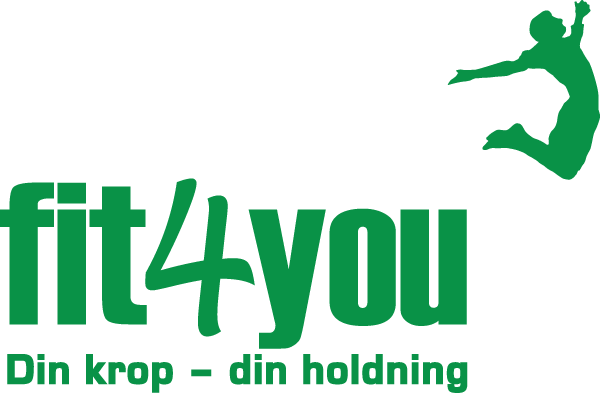 fit4you
Din krop – din holdning